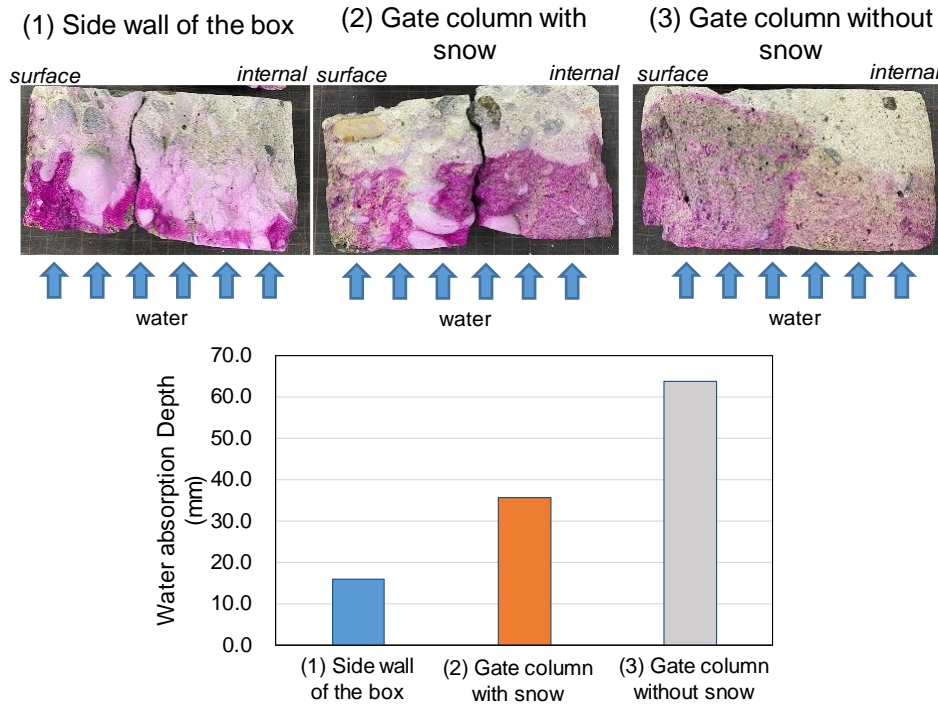 (1) Side wall of the box
(2) Gate column with
snow
(3) Gate column without
snow
surface
internal
surface
internal
surface
internal
water
water
water
Water absorption Depth
(mm)
70.0
60.0
50.0
40.0
30.0
20.0
10.0
0.0
(1) Side wall
of the box
(2) Gate column
with snow
(3) Gate column
without snow